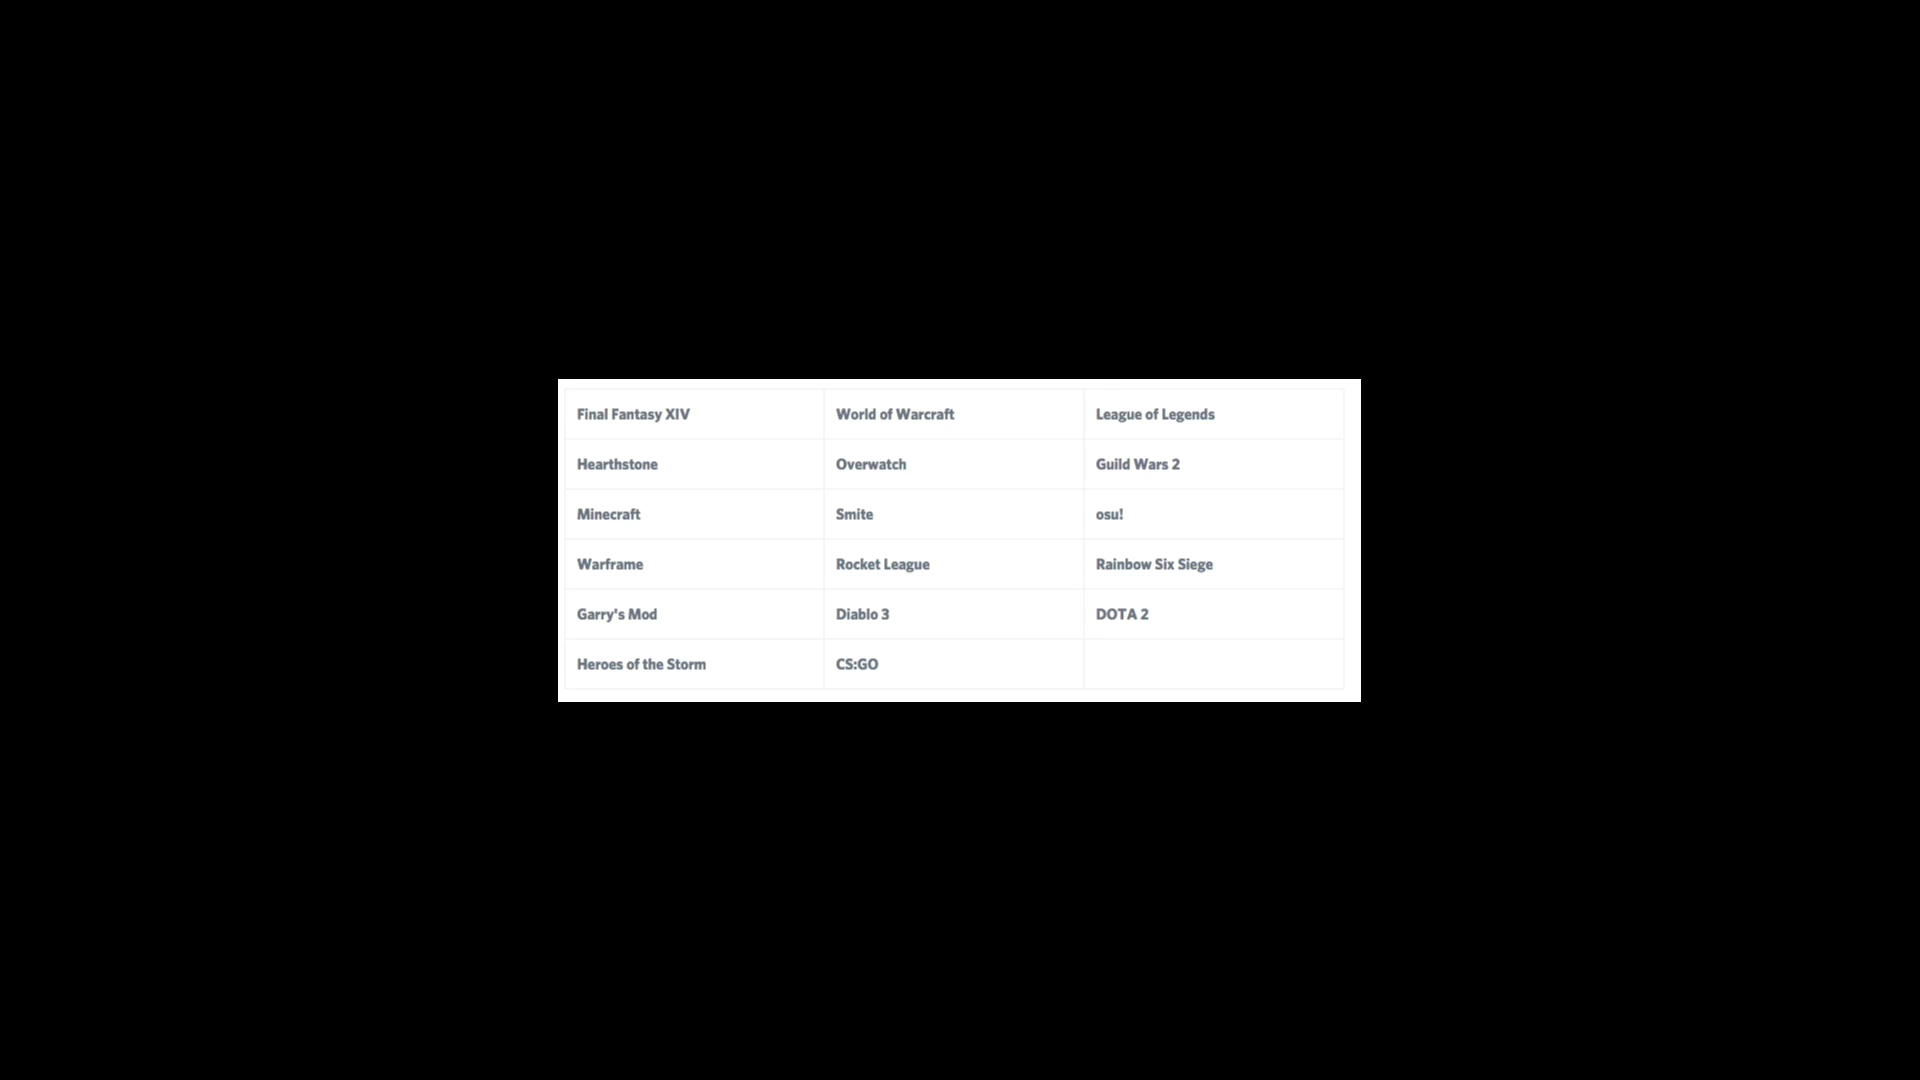 Final Fantasy XIV World of Warcraft League of Legends
Hearthstone Overwatch Guild Wars 2
Minecraft Smite osu!
Warframe Rocket League Rainbow Six Siege
Garry's Mod Diablo 3 DOTA 2
Heroes of the Storm CS:GO